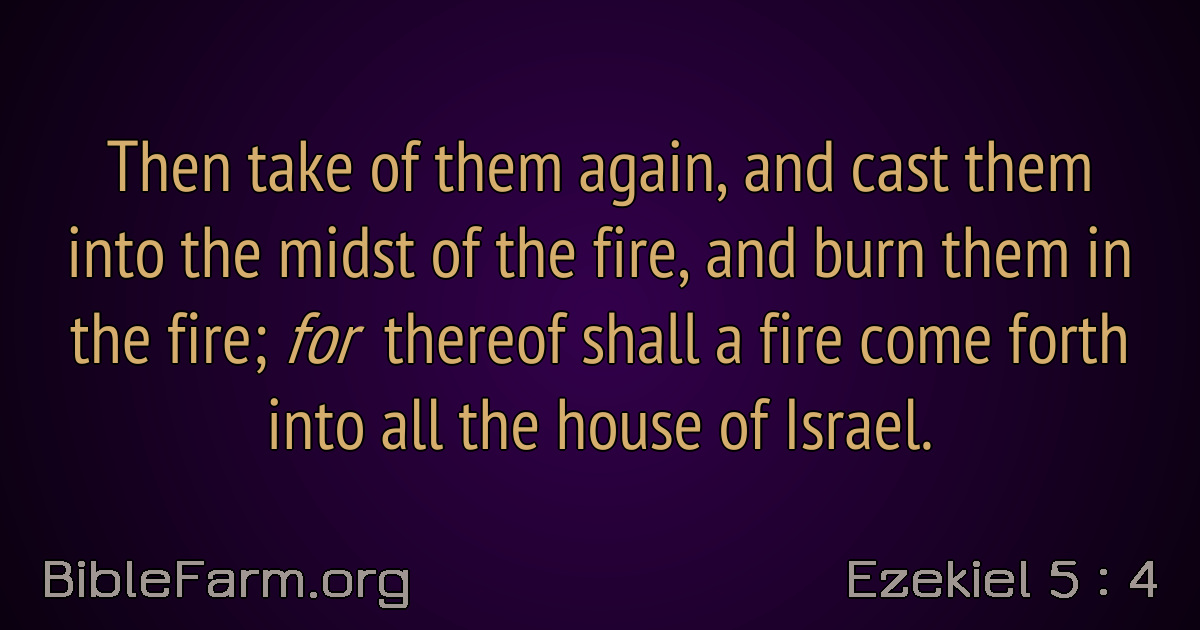 Then take of them again, and cast them
into the midst of the fire, and burn them in
the fire; for thereof shall a fire come forth
into all the house of Israel.
BibleFarm.org
Ezekiel 5 : 4